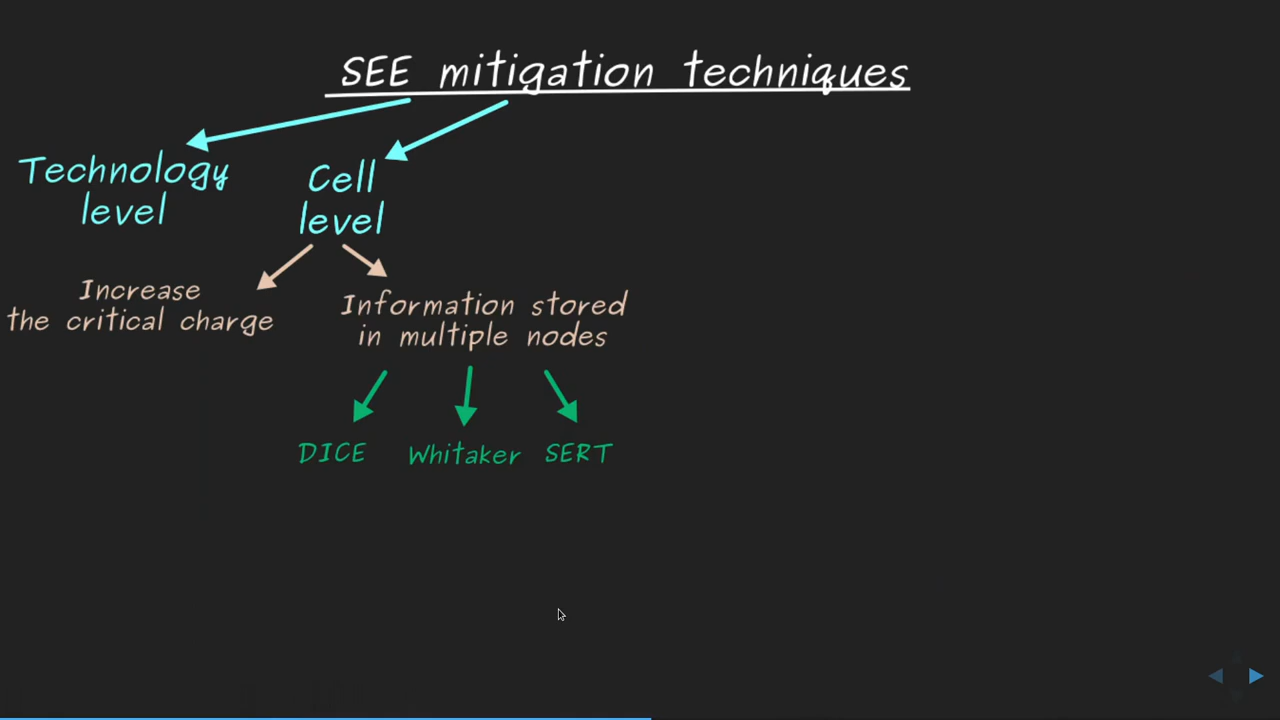 SEE mitigation techniques
Technology
level
Cell
level
Increase
the critical charge
Information stored
in multiple nodes
DICE
Whitaker
SERT